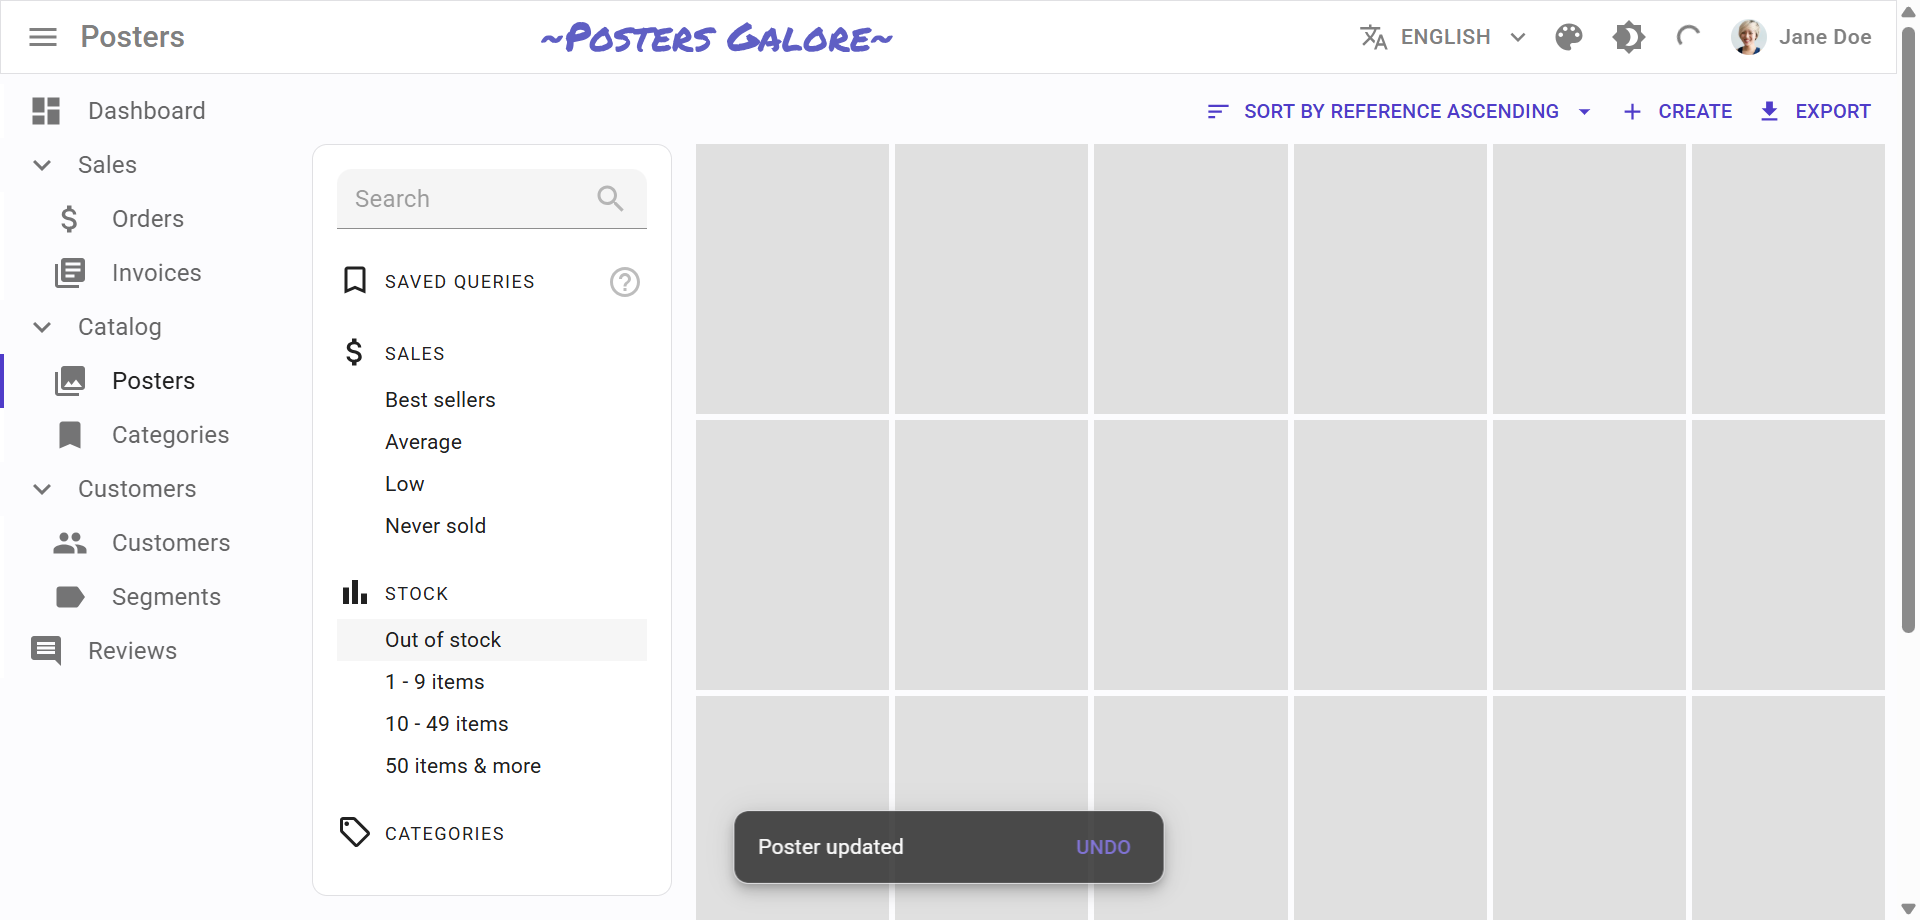 Posters
~Posters Galore~
ENGLISH
Jane Doe
Dashboard
Sales
Orders
Invoices
Catalog
Posters
Categories
Customers
Customers
Segments
Reviews
SORT BY REFERENCE ASCENDING
CREATE
EXPORT
Search
SAVED QUERIES
SALES
Best sellers
Average
Low
Never sold
STOCK
Out of stock
1 - 9 items
10 - 49 items
50 items & more
CATEGORIES
Poster updated
UNDO